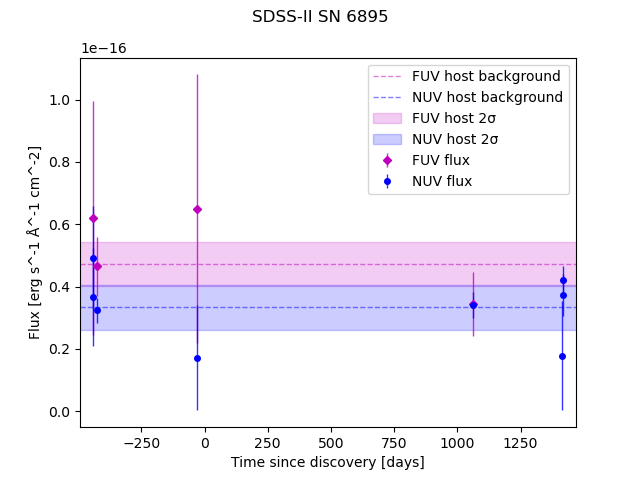 SDSS-II SN 6895
1e−16
FUV host background
NUV host background
FUV host 2σ
NUV host 2σ
FUV flux
NUV flux
1.0
0.8
0.6
0.4
0.2
0.0
Flux [erg s^-1 Å^-1 cm^-2]
−250
0
250
500
750
1000
1250
Time since discovery [days]